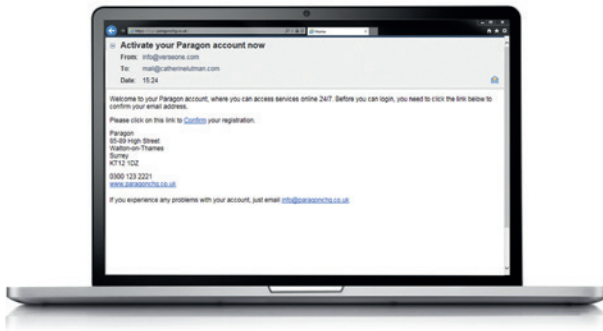 Activate your Paragon account now
From: info@verseone.com
To: mail@catherinelutman.com
Date: 15:24
Welcome to your Paragon account, where you can access services online 24/7. Before you can login, you need to click the link below to
confirm your email address.
Please click on this link to Confirm your registration.
Paragon
85-89 High Street
Walton-on-Thames
Surrey
KT12 1DZ
0300 123 2221
www.paragonchg.co.uk
If you experience any problems with your account, just email info@paragonchg.co.uk